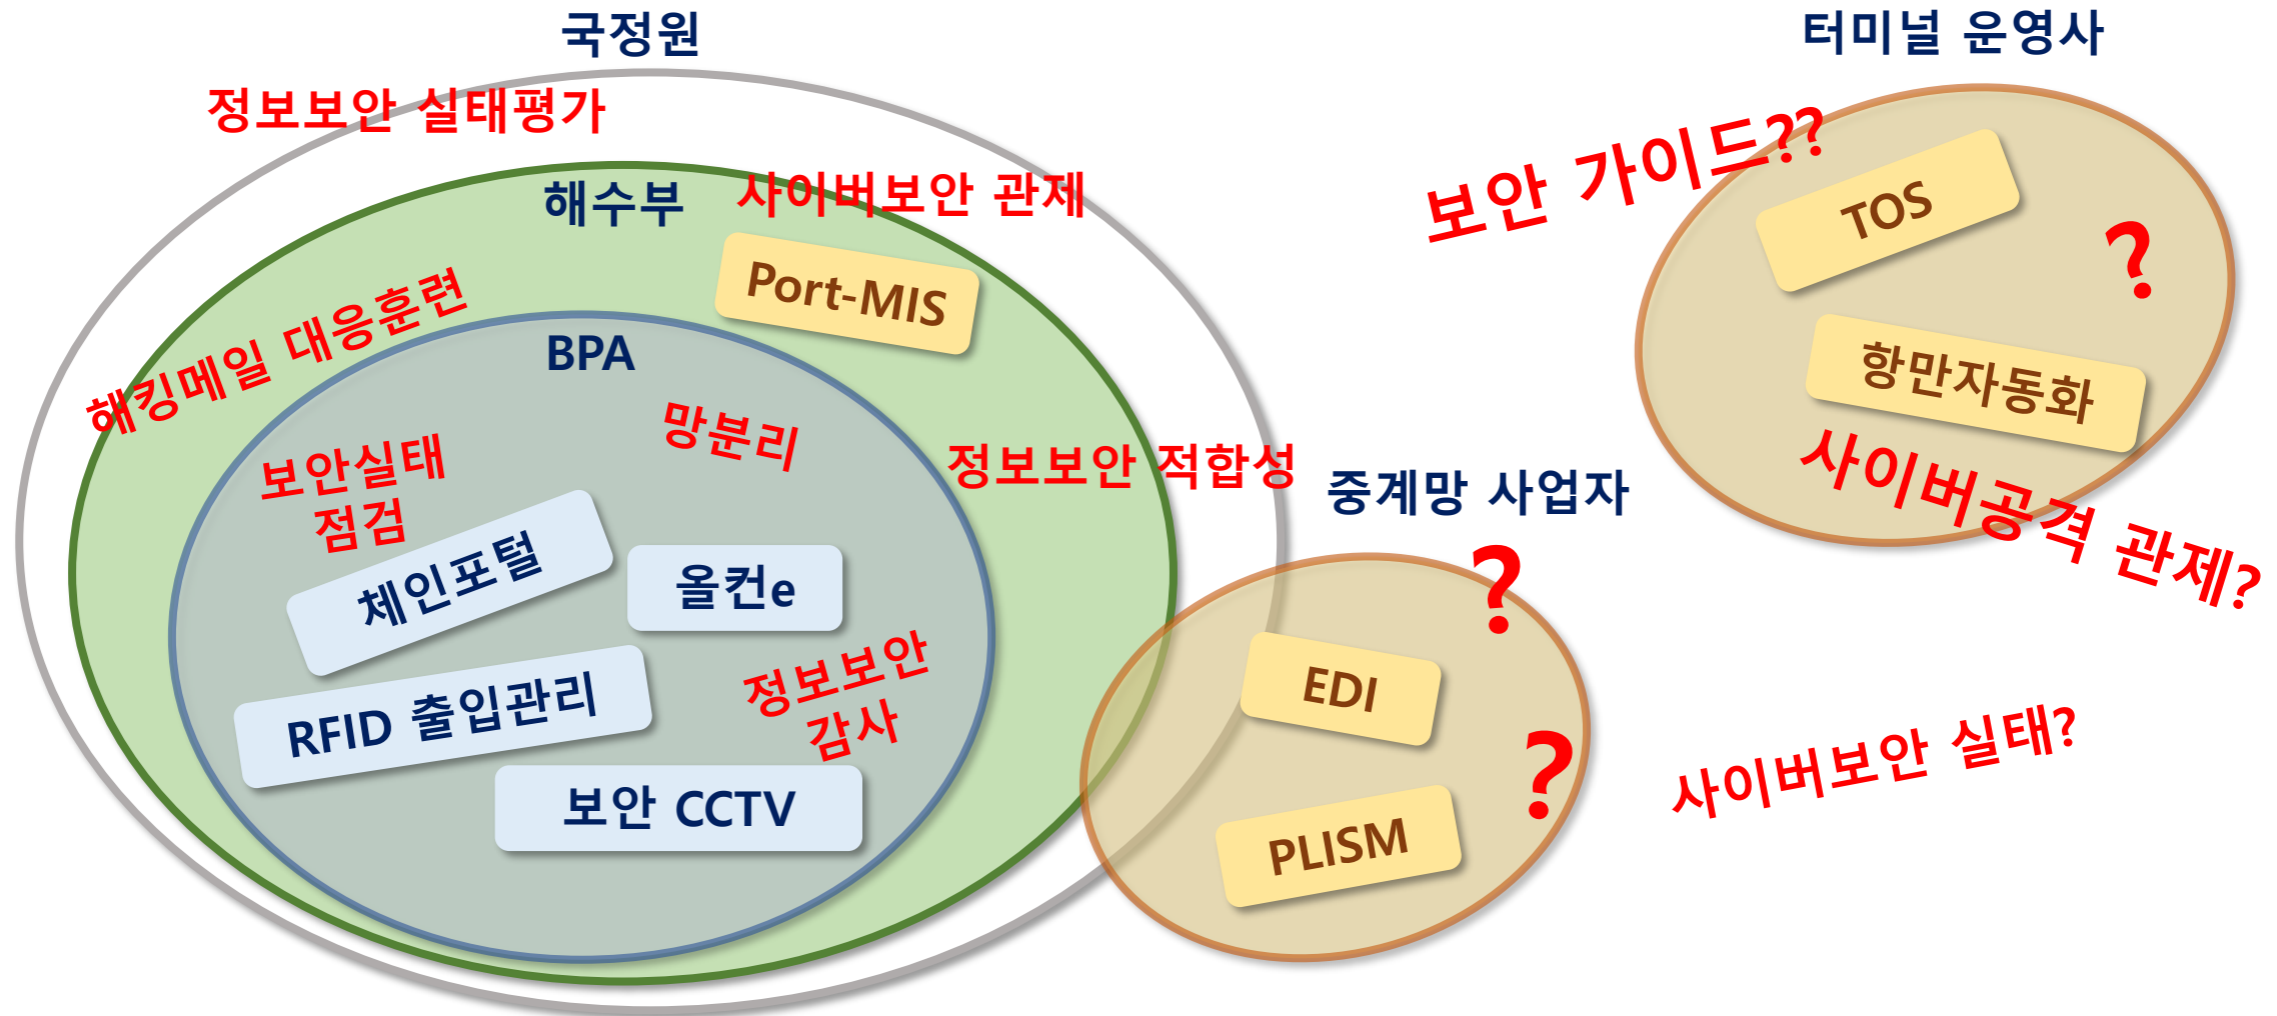 국정원
터미널 운영사
정보보안 실태평가
보안 가이드??
해수부
사이버보안 관제
TOS
?
Port-MIS
해킹메일 대응훈련
BPA
항만자동화
망분리
보안실태
점검
정보보안 적합성
중계망 사업자
사이버공격 관제?
체인포털
올컨e
?
EDI
정보보안
감사
RFID 출입관리
?
사이버보안 실태?
보안 CCTV
PLISM